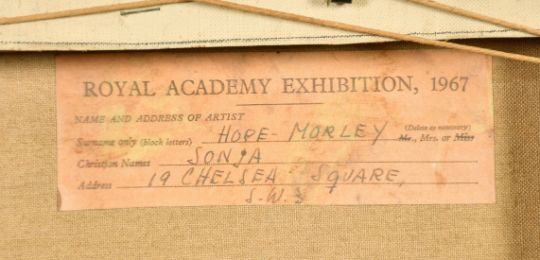 ROYAL ACADEMY EXHIBITION, 1967
NAME AND ADDRESS OF ARTIST
(Delete as necessary)
Surname only (block letters) HOPE-MORLEY Mr., Mrs. or Miss
Christian Names SONJA
Address 19 CHELSEA SQUARE,
S.W.3